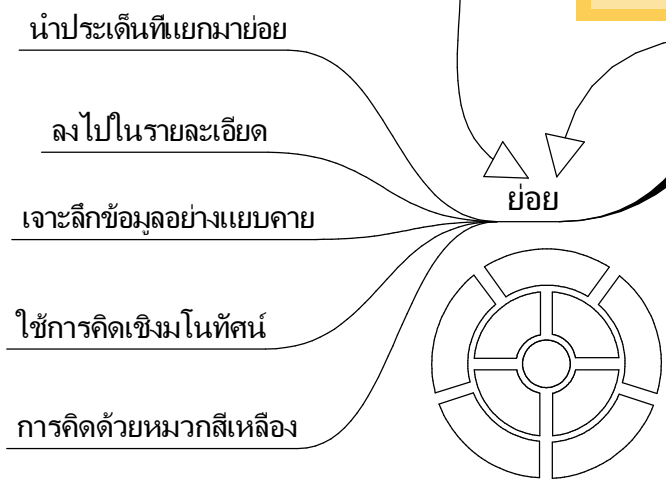 นำประเด็นที่แยกมาย่อย
ลงไปในรายละเอียด
ย่อย
เจาะลึกข้อมูลอย่างแยบคาย
ใช้การคิดเชิงมโนทัศน์
การคิดด้วยหมวกสีเหลือง